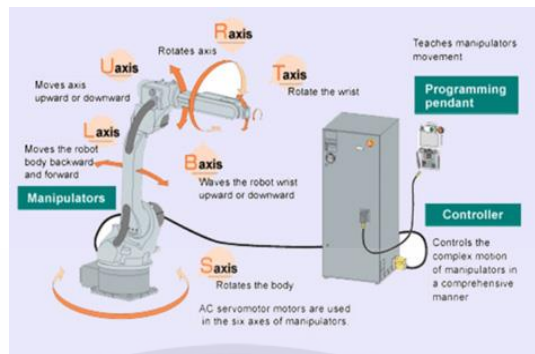 Raxis
Rotates axis
Uaxis
Moves axis
upward or downward
Taxis
Rotate the wrist
Teaches manipulators
movement
Programming
pendant
Laxis
Moves the robot
body backward
and forward
Baxis
Waves the robot wrist
upward or downward
Manipulators
Controller
Controls the
complex motion
of manipulators in
a comprehensive
manner
Saxis
Rotates the body
AC servomotor motors are used
in the six axes of manipulators.